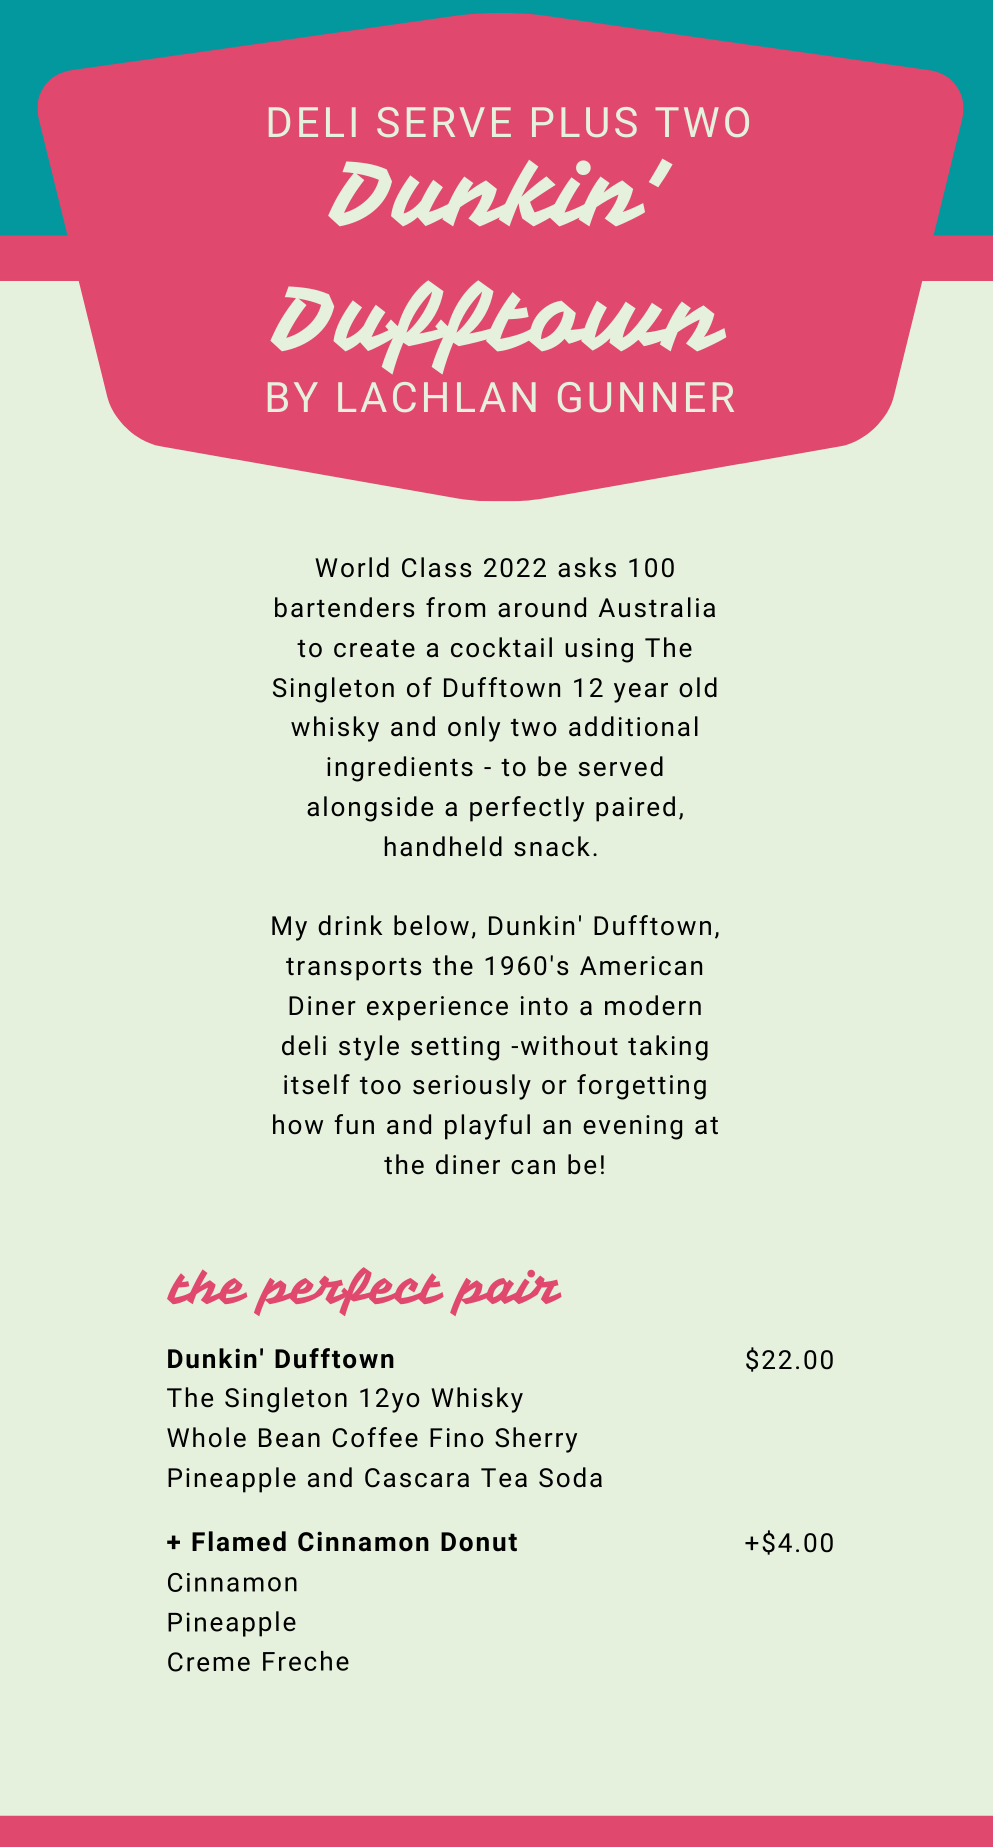 DELI SERVE PLUS TWO
Dunkin'
Dufftown
BY LACHLAN GUNNER
World Class 2022 asks 100
bartenders from around Australia
to create a cocktail using The
Singleton of Dufftown 12 year old
whisky and only two additional
ingredients - to be served
alongside a perfectly paired,
handheld snack.
My drink below, Dunkin' Dufftown,
transports the 1960's American
Diner experience into a modern
deli style setting -without taking
itself too seriously or forgetting
how fun and playful an evening at
the diner can be!
the perfect pair
Dunkin' Dufftown $22.00
The Singleton 12yo Whisky
Whole Bean Coffee Fino Sherry
Pineapple and Cascara Tea Soda
+ Flamed Cinnamon Donut +$4.00
Cinnamon
Pineapple
Creme Freche